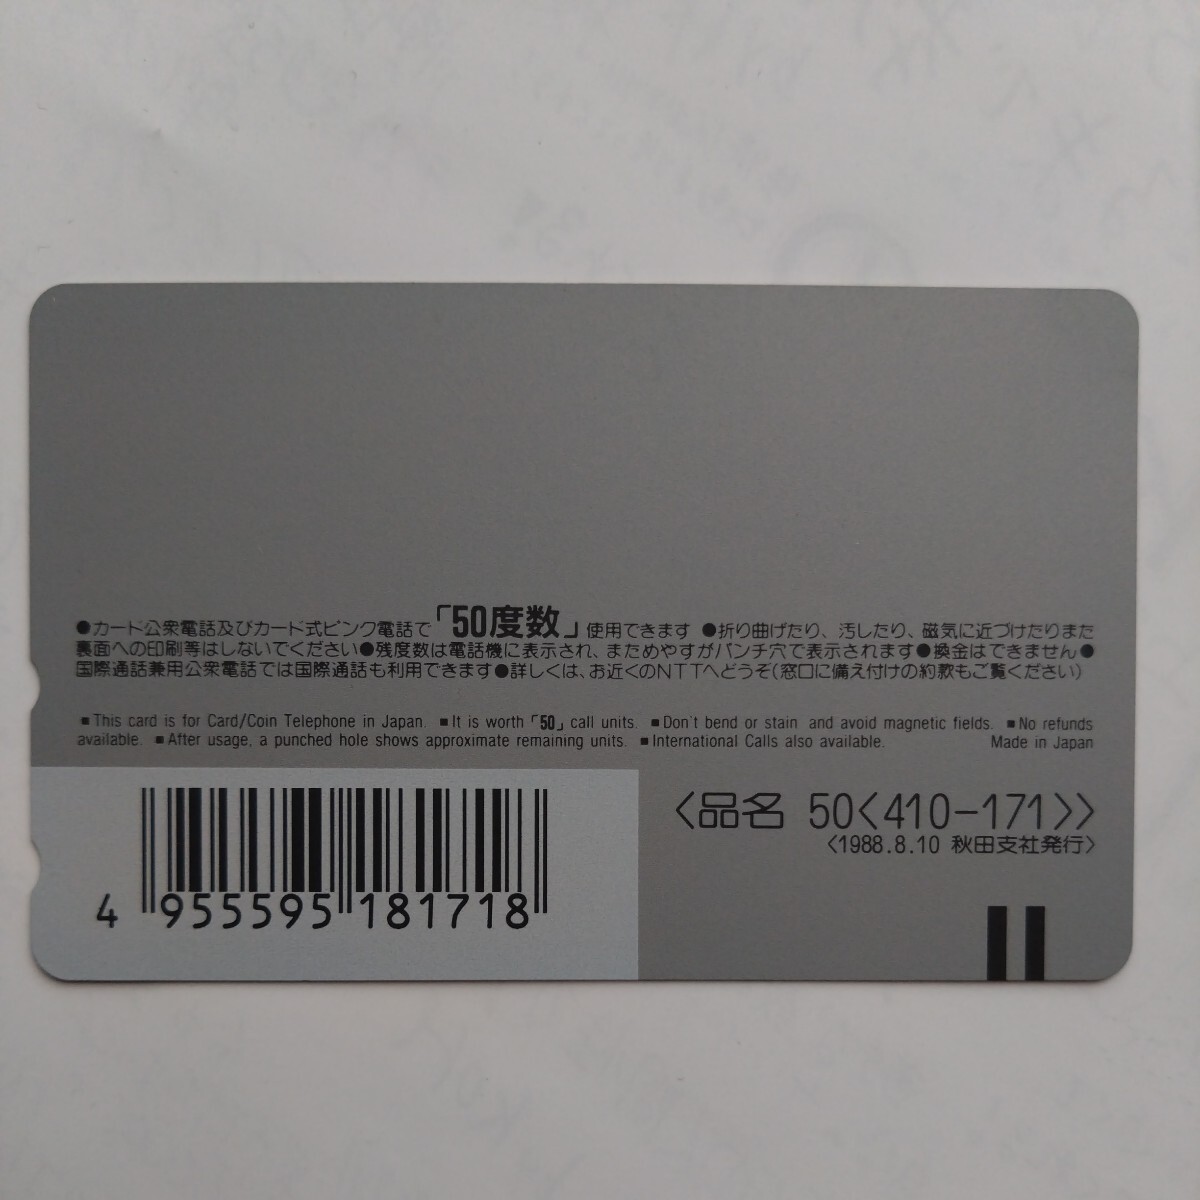 ●カード公衆電話及びカード式ピンク電話で「50度数」使用できます ●折り曲げたり、汚したり、磁気に近づけたりまた
裏面への印刷等はしないでください●残度数は電話機に表示され、まためやすがパンチ穴で表示されます●換金はできません●
国際通話兼用公衆電話では国際通話も利用できます●詳しくは、お近くのNTTへどうぞ(窓口に備え付けの約款もご覧ください)
■This card is for Card/Coin Telephone in Japan. ■It is worth「50」call units. ■Don't bend or stain and avoid magnetic fields. ■No refunds
available. ■After usage, a punched hole shows approximate remaining units. ■International Calls also available. Made in Japan
〈品名 50〈410-171〉〉
〈1988.8.10 秋田支社発行〉
4 955595 181718